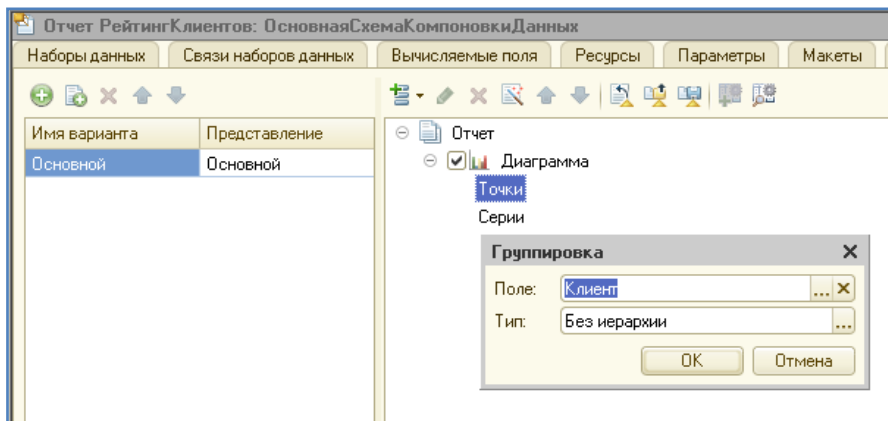 Отчет РейтингКлиентов: ОсновнаяСхемаКомпоновкиДанных
Наборы данных Связи наборов данных Вычисляемые поля Ресурсы Параметры Макеты
Имя варианта Представление
Основной Основной
Отчет
Диаграмма
Точки
Серии
Группировка
Поле: Клиент ...
Тип: Без иерархии ...
ОК Отмена